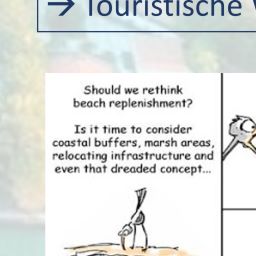 → Touristische
Should we rethink
beach replenishment?
Is it time to consider
coastal buffers, marsh areas,
relocating infrastructure and
even that dreaded concept...